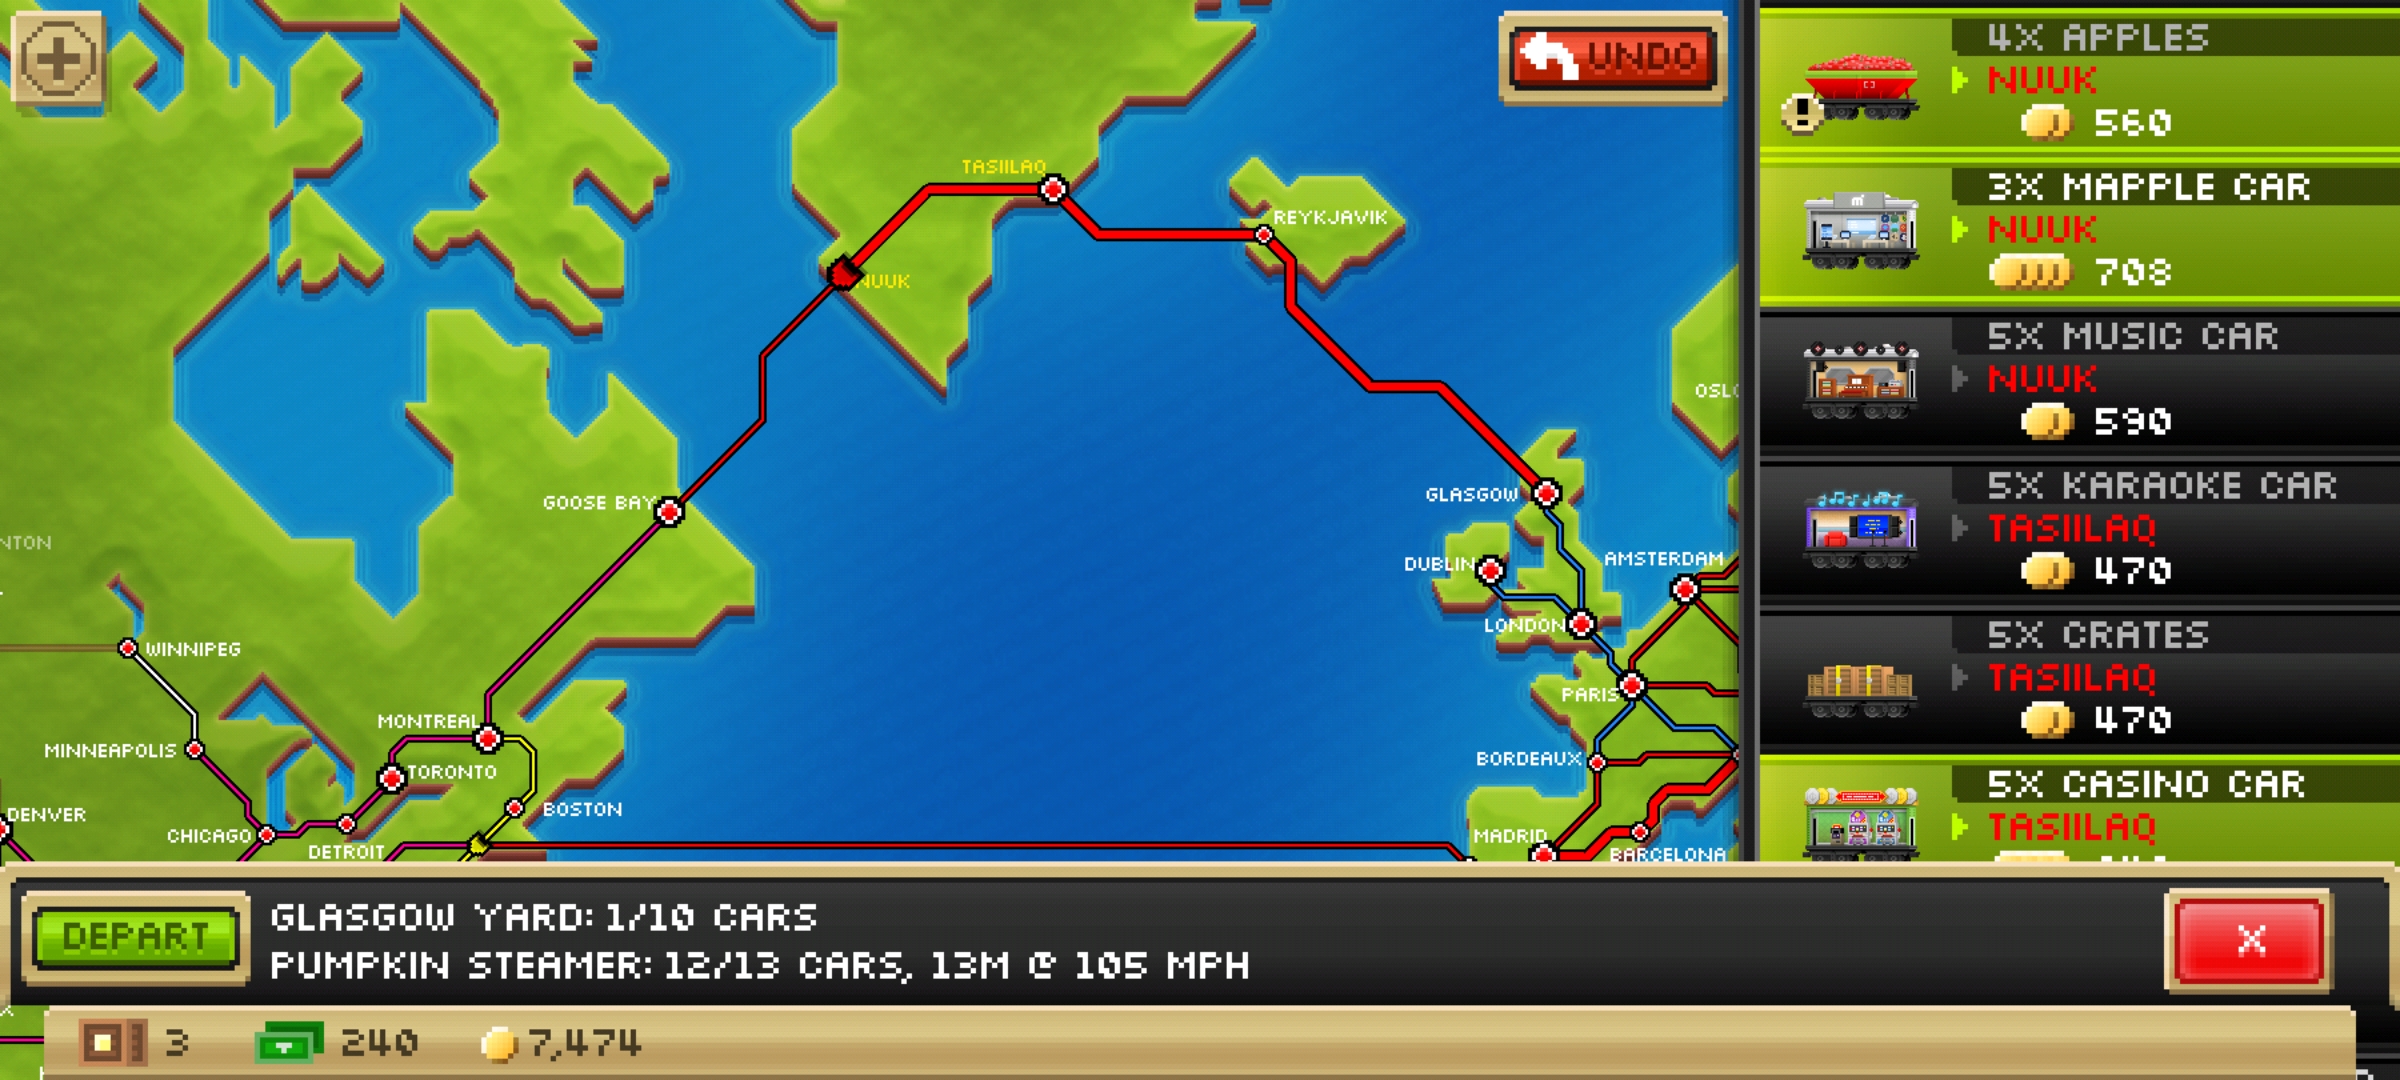 UNDO
TASIILAQ
REYKJAVIK
NUUK
GOOSE BAY
GLASGOW
DUBLIN
AMSTERDAM
LONDON
PARIS
WINNIPEG
MONTREAL
MINNEAPOLIS
TORONTO
BORDEAUX
BOSTON
DENVER
CHICAGO
DETROIT
MADRID
BARCELONA
4X APPLES
NUUK
560
3X MAPPLE CAR
NUUK
708
5X MUSIC CAR
NUUK
590
5X KARAOKE CAR
TASIILAQ
470
5X CRATES
TASIILAQ
470
5X CASINO CAR
TASIILAQ
DEPART
GLASGOW YARD: 1/10 CARS
PUMPKIN STEAMER: 12/13 CARS, 13M @ 105 MPH
X
3
240
7,474